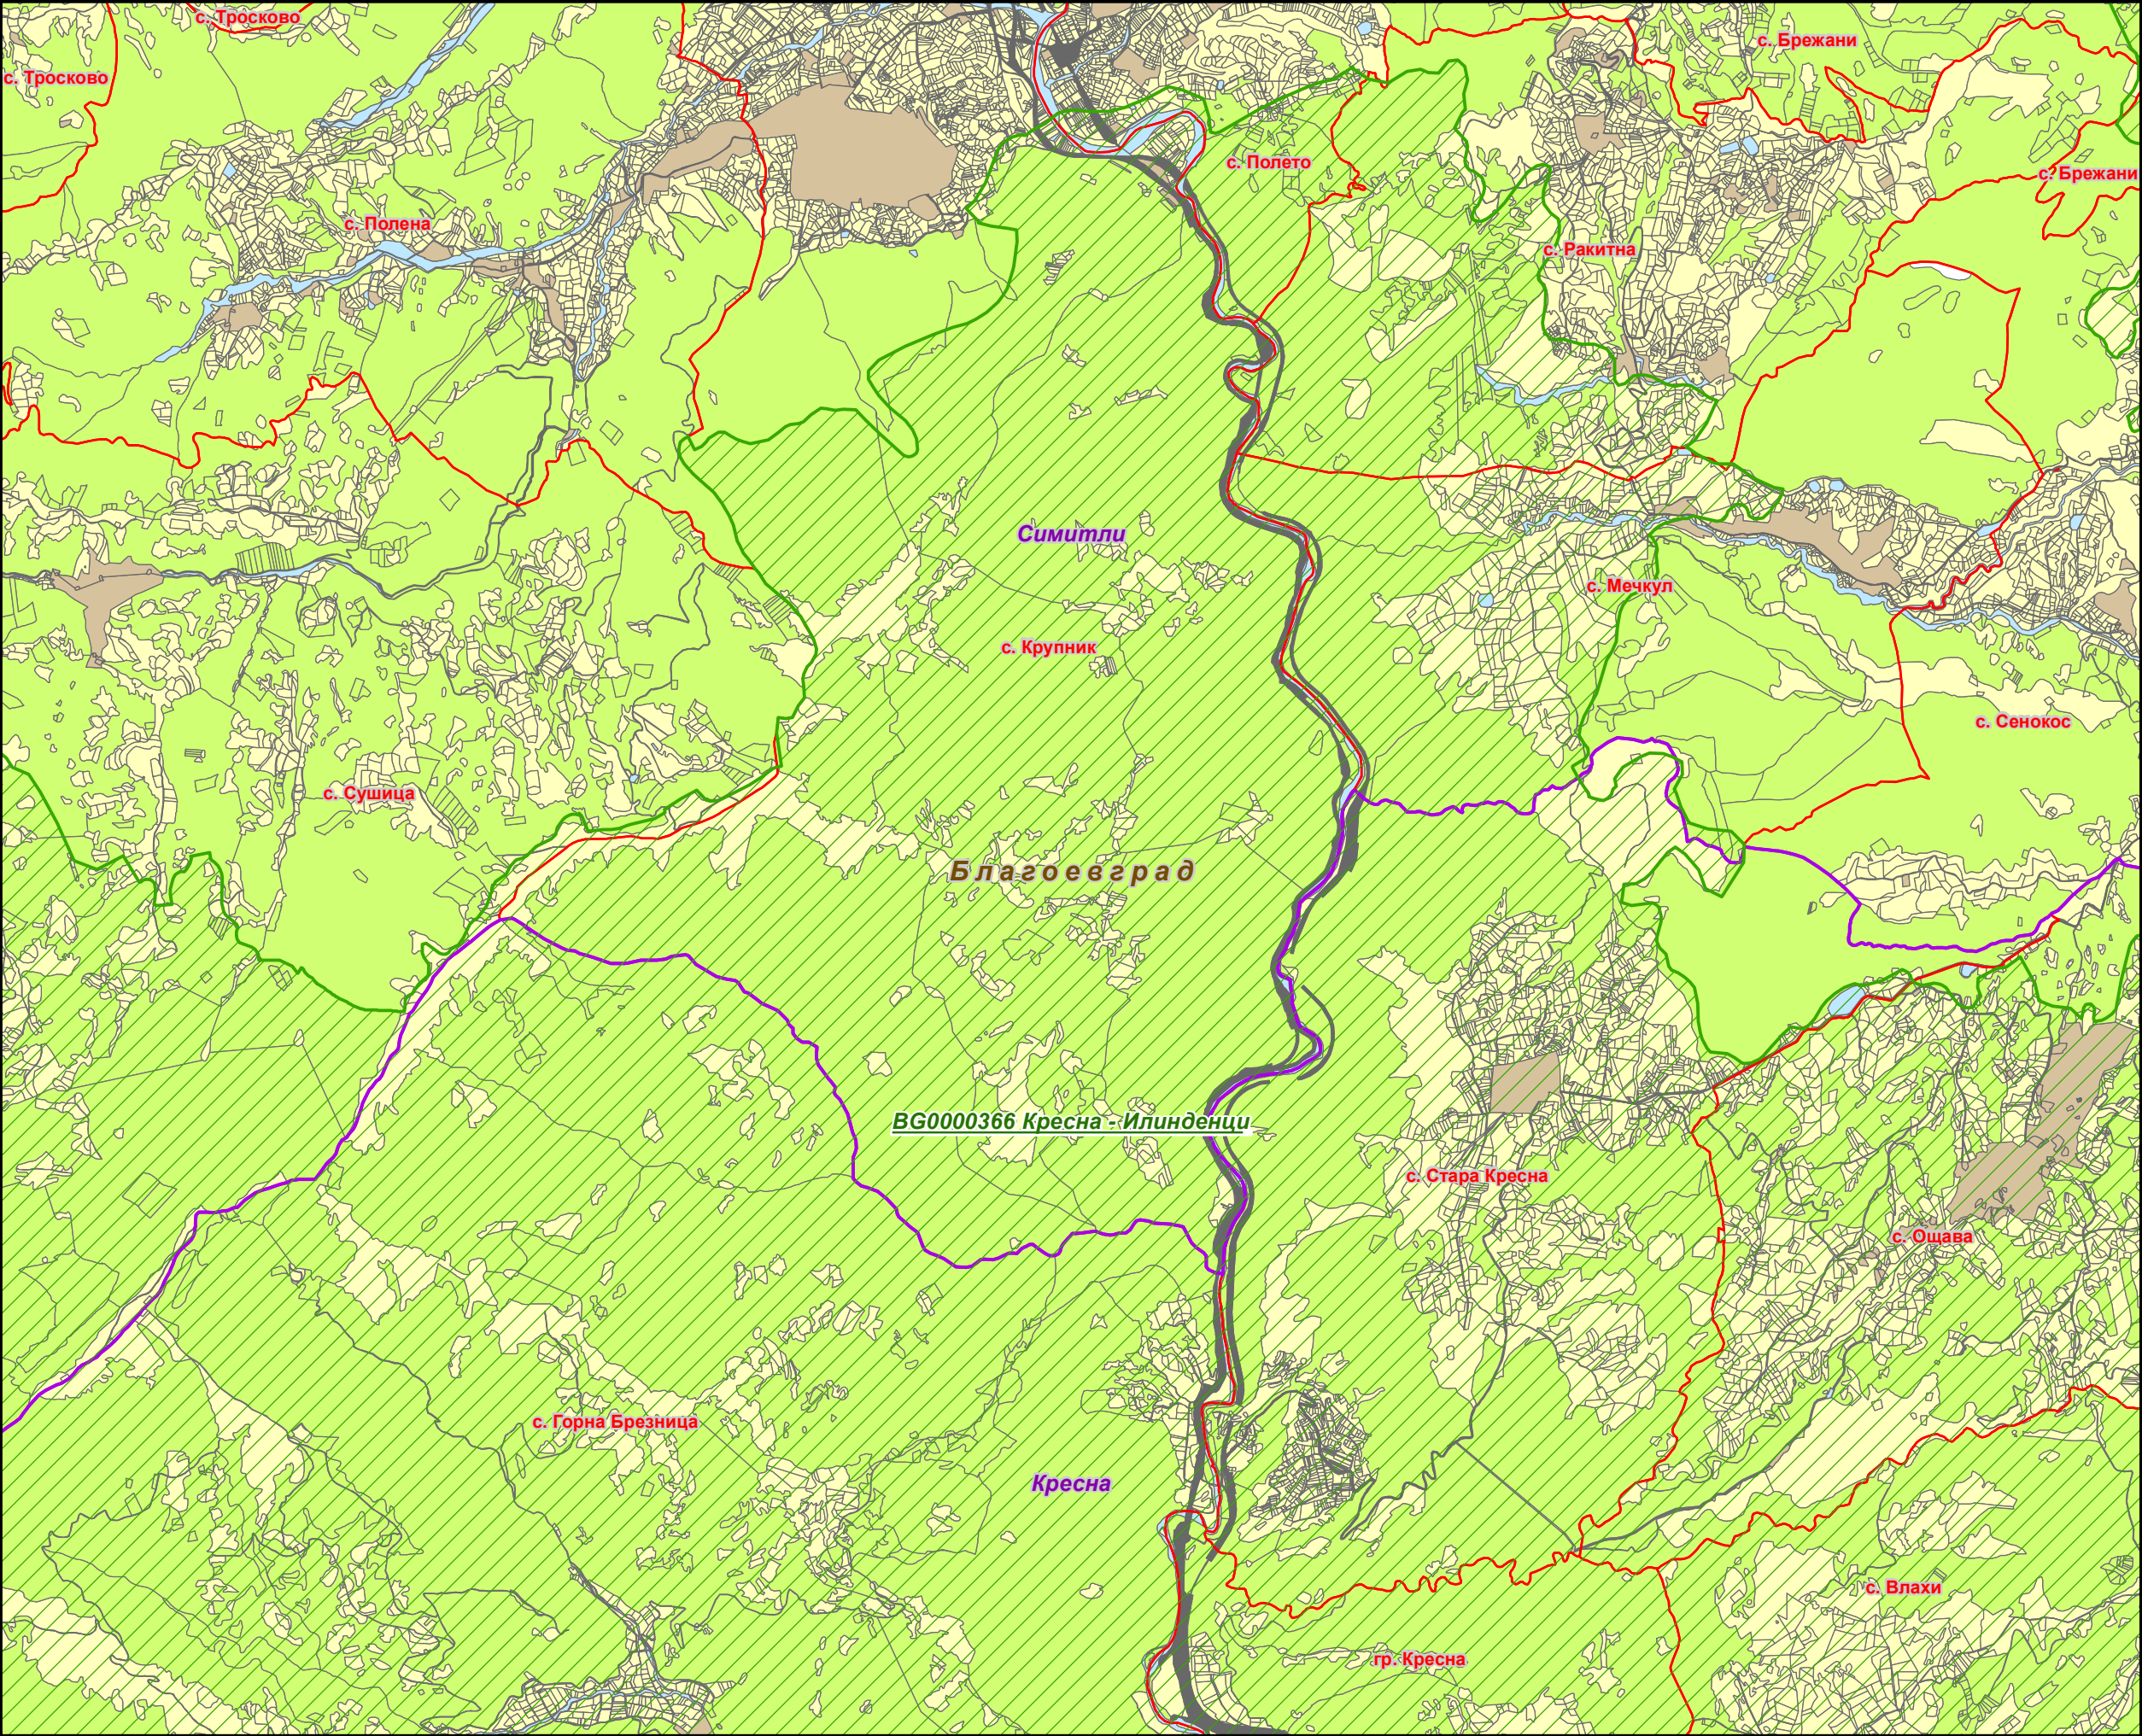 с. Тросково
с. Брежани
с. Тросково
с. Полето
с. Брежани
с. Полена
с. Ракитна
Симитли
с. Мечкул
с. Крупник
с. Сенокос
с. Сушица
Благоевград
BG0000366 Кресна - Илинденци
с. Стара Кресна
с. Ощава
с. Горна Брезница
Кресна
с. Влахи
гр. Кресна